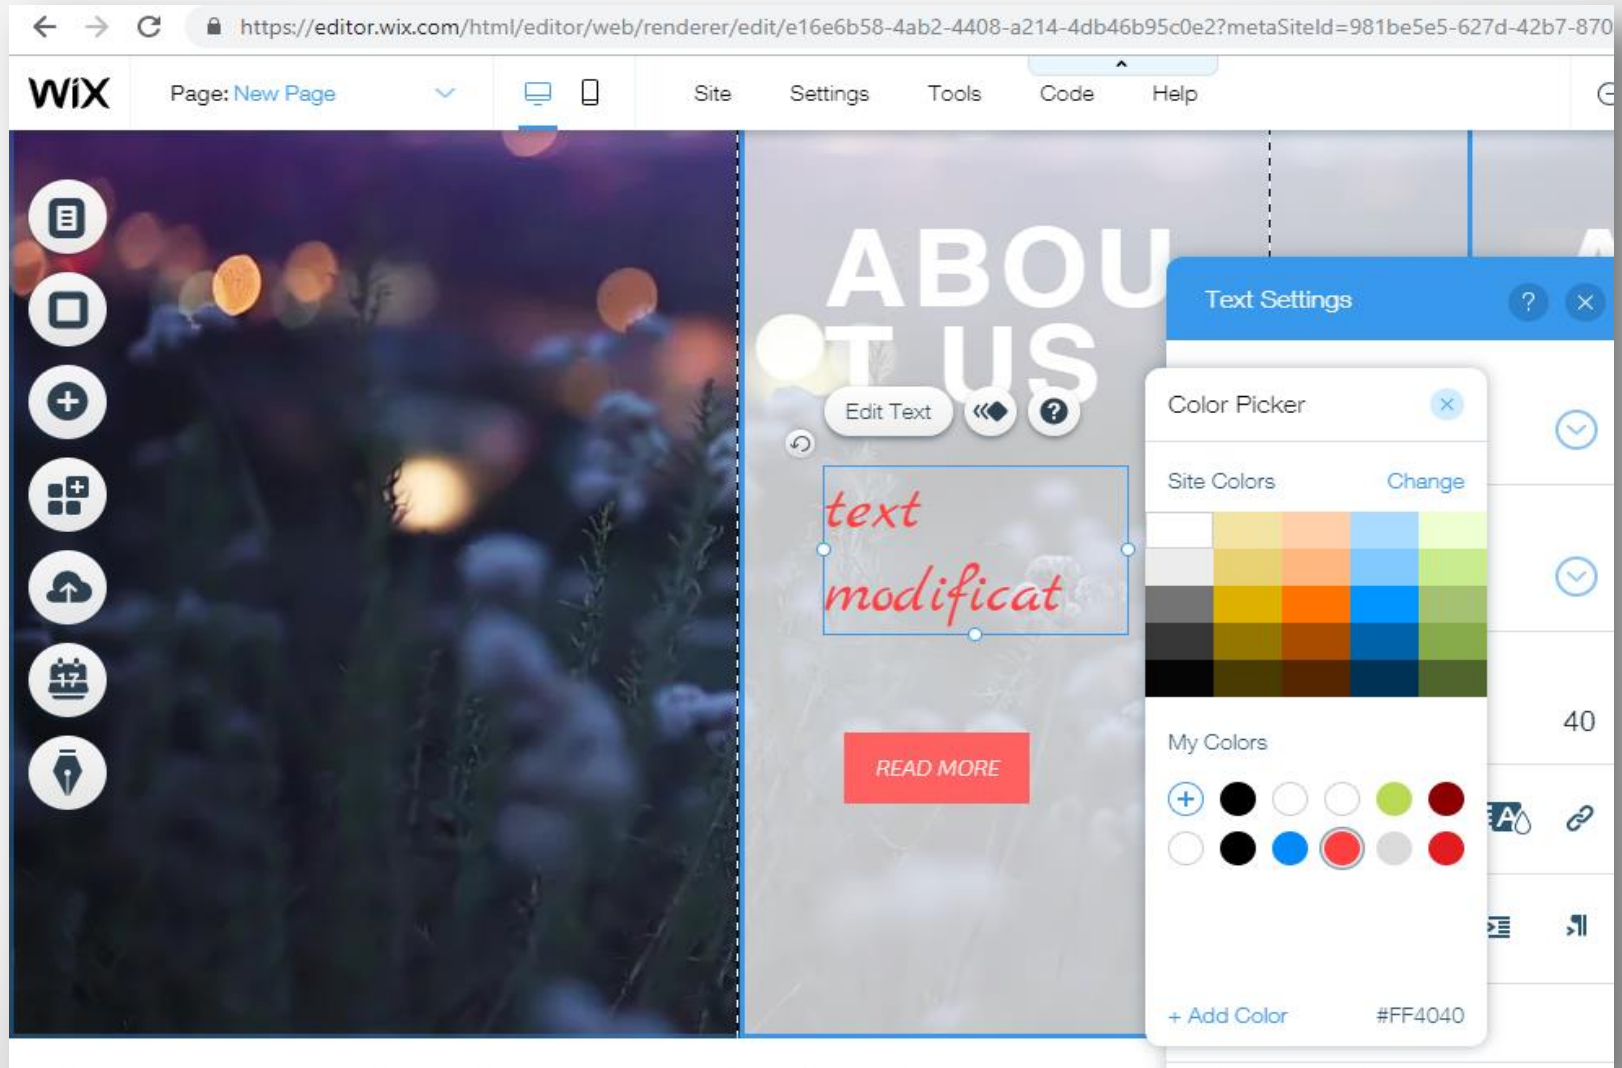 https://editor.wix.com/html/editor/web/renderer/edit/e16e6b58-4ab2-4408-a214-4db46b95c0e2?metaSiteId=981be5e5-627d-42b7-870
WiX
Page: New Page
Site
Settings
Tools
Code
Help
ABOU
T US
Edit Text
text
modificat
READ MORE
Text Settings
Color Picker
Site Colors
Change
My Colors
+ Add Color
#FF4040
40
17